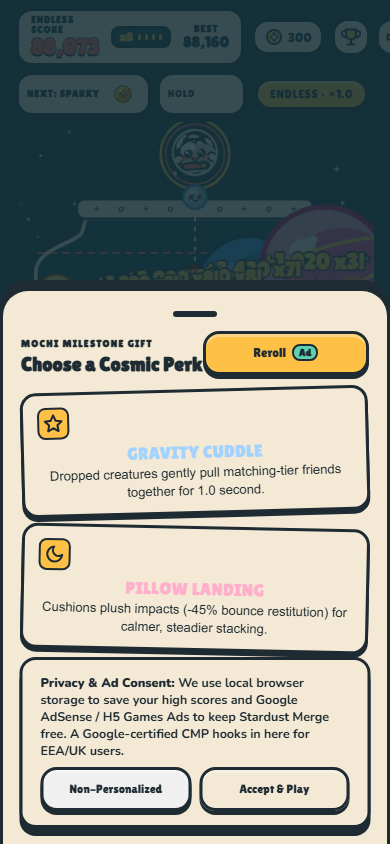 ENDLESS
SCORE
88,073
x8
BEST
88,160
300
NEXT: SPARKY
HOLD
ENDLESS · ×1.0
MOCHI MILESTONE GIFT
Choose a Cosmic Perk
Reroll Ad
GRAVITY CUDDLE
Dropped creatures gently pull matching-tier friends
together for 1.0 second.
PILLOW LANDING
Cushions plush impacts (-45% bounce restitution) for
calmer, steadier stacking.
Privacy & Ad Consent: We use local browser
storage to save your high scores and Google
AdSense / H5 Games Ads to keep Stardust Merge
free. A Google-certified CMP hooks in here for
EEA/UK users.
Non-Personalized
Accept & Play